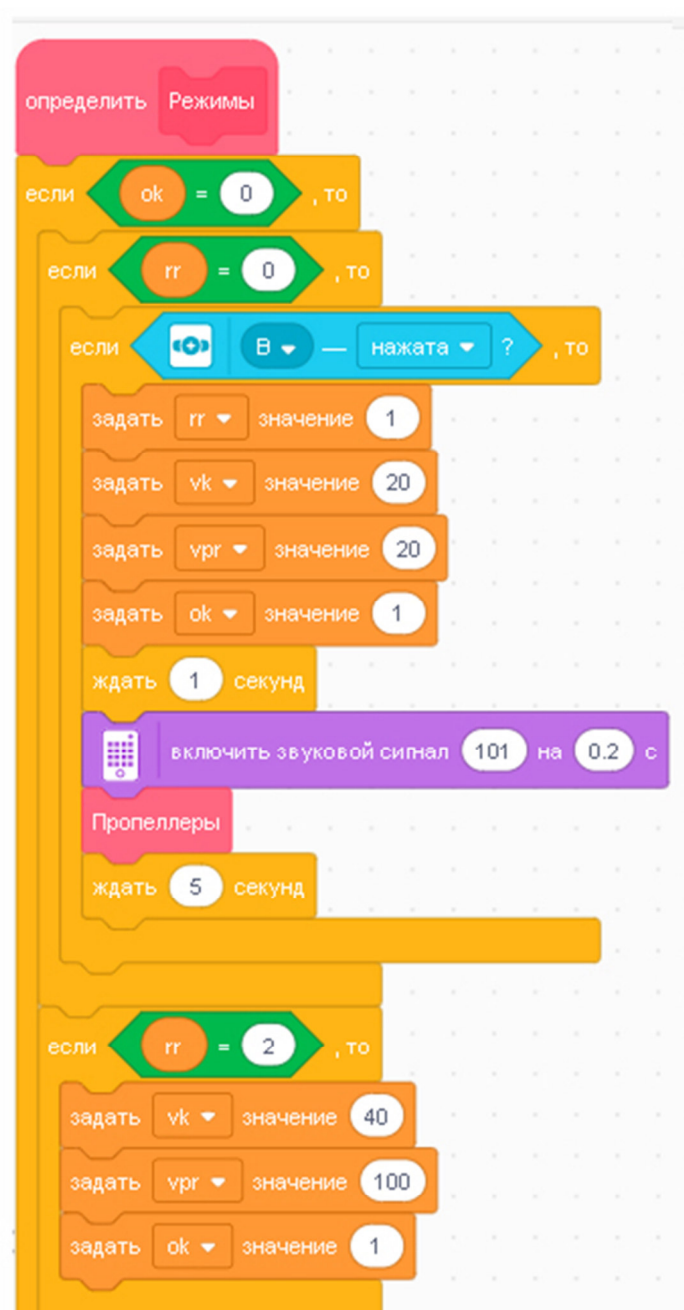 определить Режимы
если ok = 0 , то
если rr = 0 , то
если B — нажата ? , то
задать rr значение 1
задать vk значение 20
задать vpr значение 20
задать ok значение 1
ждать 1 секунд
включить звуковой сигнал 101 на 0.2 с
Пропеллеры
ждать 5 секунд
если rr = 2 , то
задать vk значение 40
задать vpr значение 100
задать ok значение 1